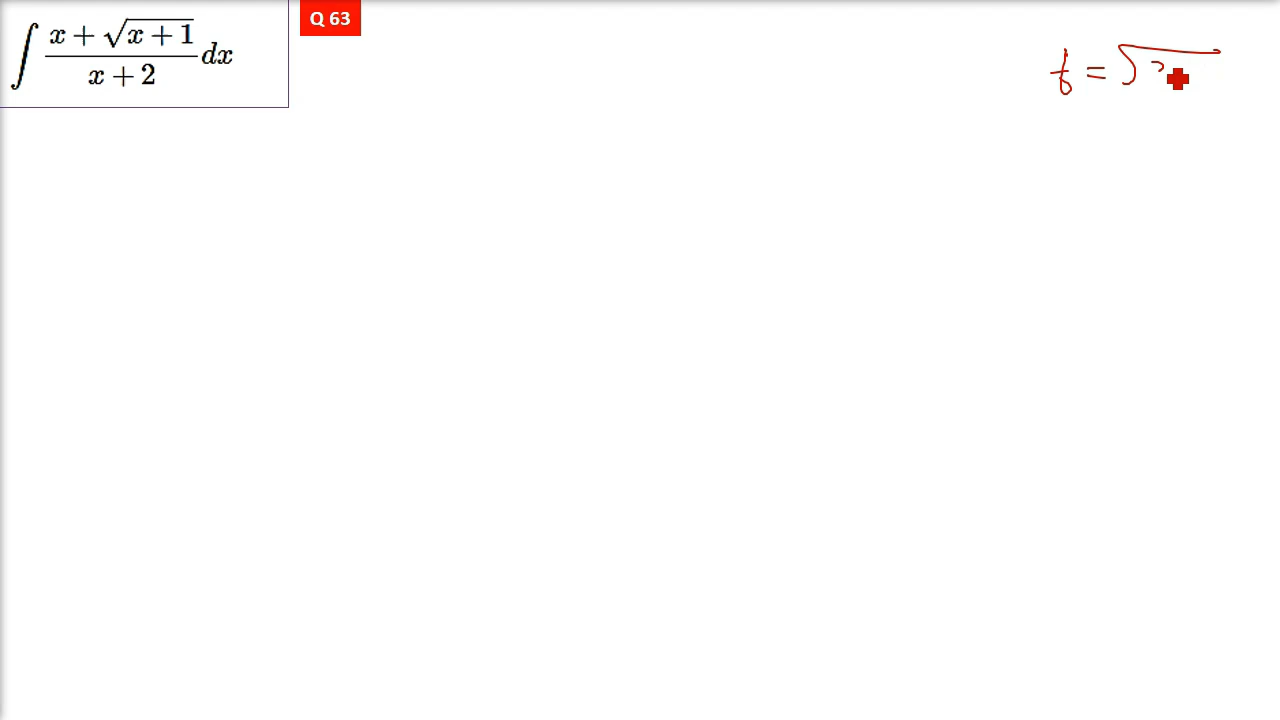 ∫ (x + √(x + 1))/(x + 2) dx
Q 63
t = √